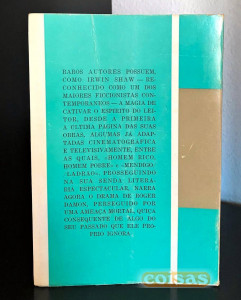 RAROS AUTORES POSSUEM,
COMO IRWIN SHAW — RE-
CONHECIDO COMO UM DOS
MAIORES FICCIONISTAS CON-
TEMPORÂNEOS — A MAGIA DE
CATIVAR O ESPÍRITO DO LEI-
TOR, DESDE A PRIMEIRA
À ÚLTIMA PÁGINA DAS SUAS
OBRAS, ALGUMAS JÁ ADAP-
TADAS CINEMATOGRÁFICA
E TELEVISIVAMENTE, ENTRE
AS QUAIS, «HOMEM RICO,
HOMEM POBRE» e «MENDIGO-
-LADRÃO». PROSSEGUINDO
NA SUA SENDA LITERÁ-
RIA, ESPECTACULAR, NARRA
AGORA O DRAMA DE ROGER
DAMON, PERSEGUIDO POR
UMA AMEAÇA MORTAL, QUIÇÁ
CONSEQUENTE DE ALGO DO
SEU PASSADO QUE ELE PRÓ-
PRIO IGNORA
coisas